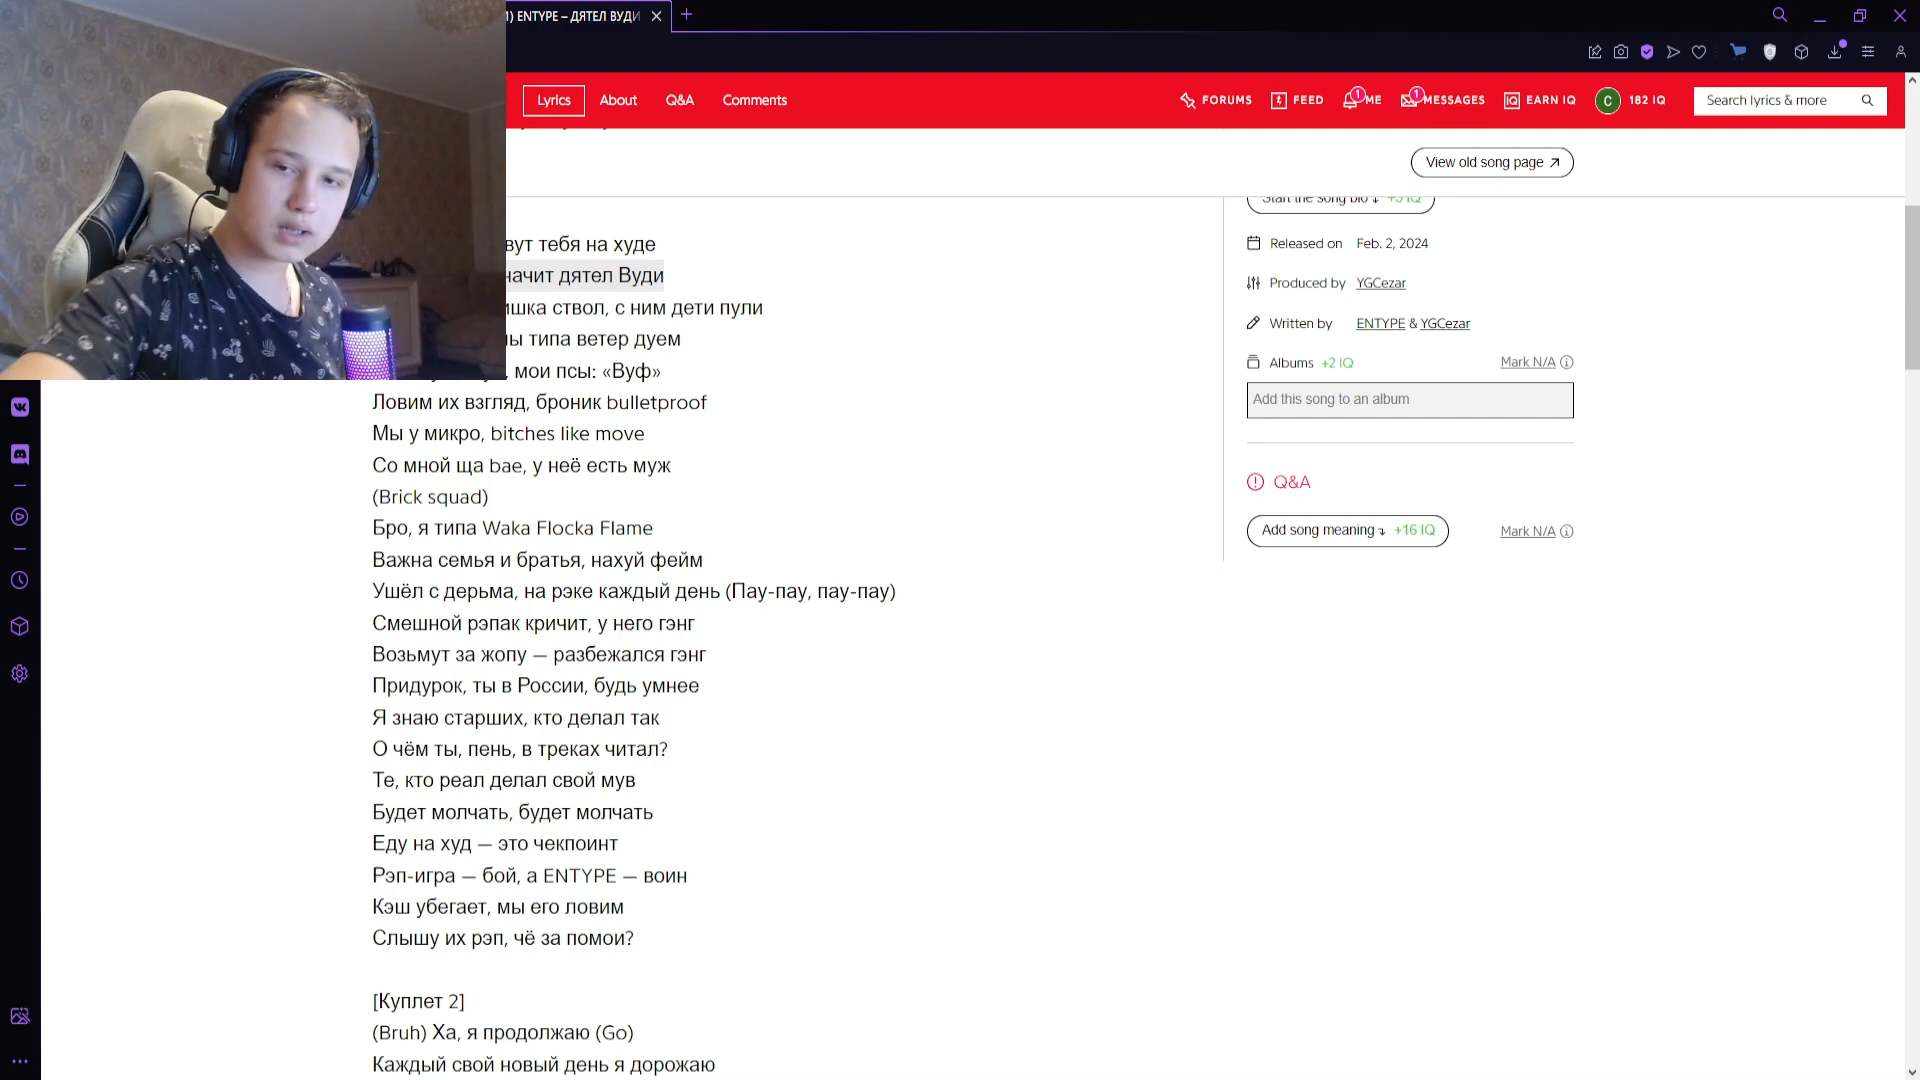 ) ENTYPE – ДЯТЕЛ ВУДИ
Lyrics
About
Q&A
Comments
FORUMS
FEED
1
ME
1
MESSAGES
EARN IQ
C
182 IQ
Search lyrics & more
View old song page
Start the song bio +5 IQ
Released on Feb. 2, 2024
Produced by YGCezar
Written by ENTYPE & YGCezar
Albums +2 IQ
Mark N/A
Add this song to an album
Q&A
Add song meaning +16 IQ
Mark N/A
тебя на худе
дятел Вуди
ствол, с ним дети пули
типа ветер дуем
, мои псы: «Вуф»
Ловим их взгляд, броник bulletproof
Мы у микро, bitches like move
Со мной ща bae, у неё есть муж
(Brick squad)
Бро, я типа Waka Flocka Flame
Важна семья и братья, нахуй фейм
Ушёл с дерьма, на рэке каждый день (Пау-пау, пау-пау)
Смешной рэпак кричит, у него гэнг
Возьмут за жопу — разбежался гэнг
Придурок, ты в России, будь умнее
Я знаю старших, кто делал так
О чём ты, пень, в треках читал?
Те, кто реал делал свой мув
Будет молчать, будет молчать
Еду на худ — это чекпоинт
Рэп-игра — бой, а ENTYPE — воин
Кэш убегает, мы его ловим
Слышу их рэп, чё за помои?
[Куплет 2]
(Bruh) Ха, я продолжаю (Go)
Каждый свой новый день я дорожаю